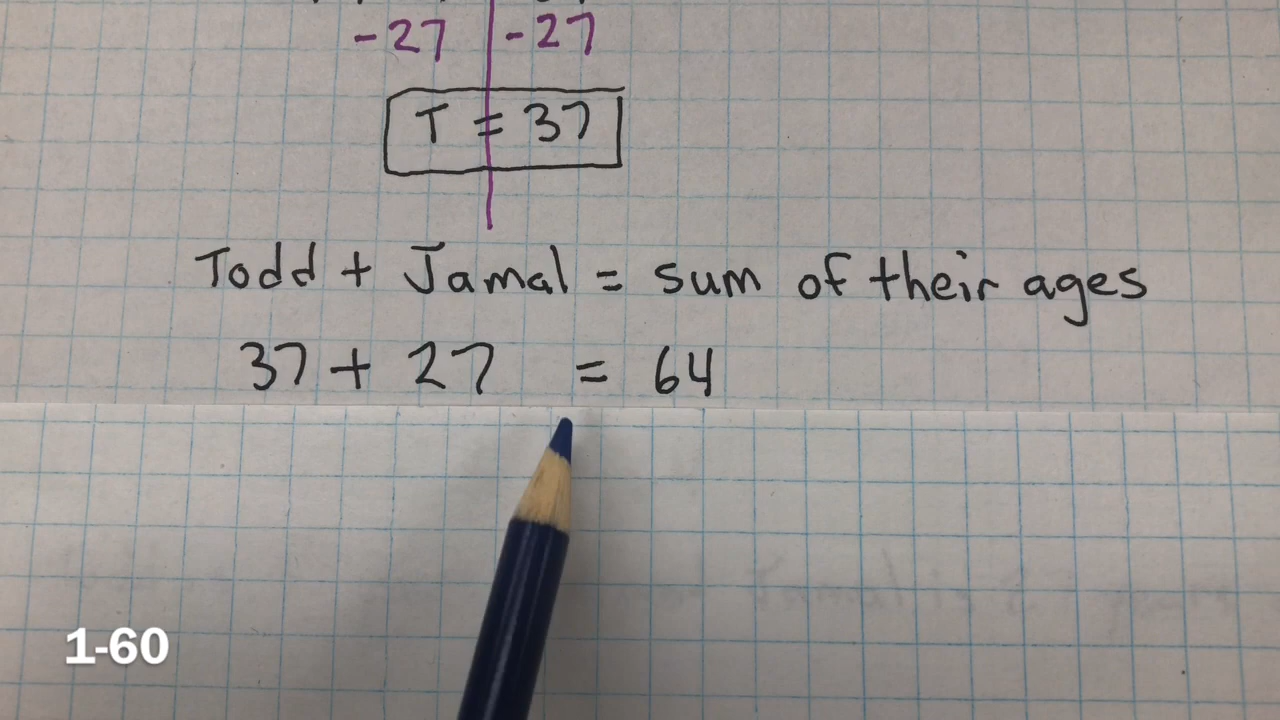 -27 -27
T = 37
Todd + Jamal = sum of their ages
37 + 27 = 64
1-60